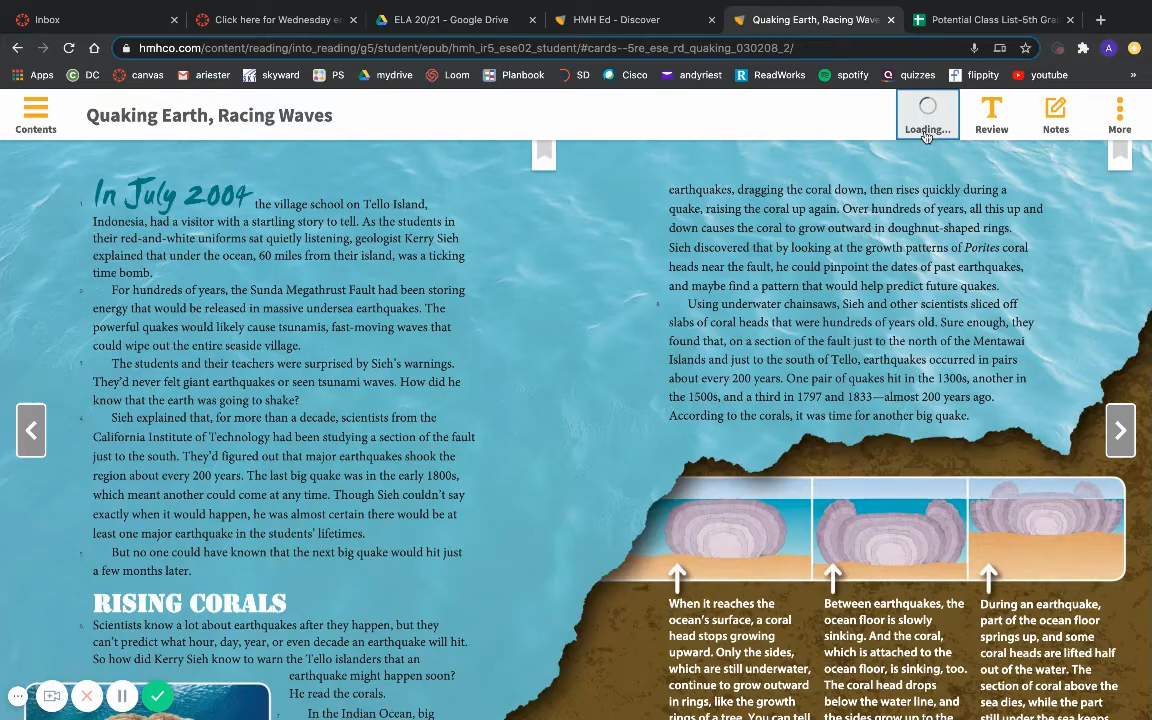 Inbox
Click here for Wednesday er
ELA 20/21 - Google Drive
HMH Ed - Discover
Quaking Earth, Racing Wave
Potential Class List-5th Gra
hmhco.com/content/reading/into_reading/g5/student/epub/hmh_ir5_ese02_student/#cards--5re_ese_rd_quaking_030208_2/
Apps
DC
canvas
ariester
skyward
PS
mydrive
Loom
Planbook
SD
Cisco
andyriest
ReadWorks
spotify
quizzes
flippity
youtube
»
Contents
Quaking Earth, Racing Waves
Loading...
Review
Notes
More
1 In July 2004 the village school on Tello Island,
Indonesia, had a visitor with a startling story to tell. As the students in
their red-and-white uniforms sat quietly listening, geologist Kerry Sieh
explained that under the ocean, 60 miles from their island, was a ticking
time bomb.
2 For hundreds of years, the Sunda Megathrust Fault had been storing
energy that would be released in massive undersea earthquakes. The
powerful quakes would likely cause tsunamis, fast-moving waves that
could wipe out the entire seaside village.
3 The students and their teachers were surprised by Sieh's warnings.
They'd never felt giant earthquakes or seen tsunami waves. How did he
know that the earth was going to shake?
4 Sieh explained that, for more than a decade, scientists from the
California Institute of Technology had been studying a section of the fault
just to the south. They'd figured out that major earthquakes shook the
region about every 200 years. The last big quake was in the early 1800s,
which meant another could come at any time. Though Sieh couldn't say
exactly when it would happen, he was almost certain there would be at
least one major earthquake in the students' lifetimes.
5 But no one could have known that the next big quake would hit just
a few months later.
RISING CORALS
6 Scientists know a lot about earthquakes after they happen, but they
can't predict what hour, day, year, or even decade an earthquake will hit.
So how did Kerry Sieh know to warn the Tello islanders that an
earthquake might happen soon?
He read the corals.
7 In the Indian Ocean, big
earthquakes, dragging the coral down, then rises quickly during a
quake, raising the coral up again. Over hundreds of years, all this up and
down causes the coral to grow outward in doughnut-shaped rings.
Sieh discovered that by looking at the growth patterns of Porites coral
heads near the fault, he could pinpoint the dates of past earthquakes,
and maybe find a pattern that would help predict future quakes.
8 Using underwater chainsaws, Sieh and other scientists sliced off
slabs of coral heads that were hundreds of years old. Sure enough, they
found that, on a section of the fault just to the north of the Mentawai
Islands and just to the south of Tello, earthquakes occurred in pairs
about every 200 years. One pair of quakes hit in the 1300s, another in
the 1500s, and a third in 1797 and 1833—almost 200 years ago.
According to the corals, it was time for another big quake.
When it reaches the
ocean's surface, a coral
head stops growing
upward. Only the sides,
which are still underwater,
continue to grow outward
in rings, like the growth
rings of a tree. You can tell
Between earthquakes, the
ocean floor is slowly
sinking. And the coral,
which is attached to the
ocean floor, is sinking, too.
The coral head drops
below the water line, and
the sides grow up to the
During an earthquake,
part of the ocean floor
springs up, and some
coral heads are lifted half
out of the water. The
section of coral above the
sea dies, while the part
still under the sea keeps